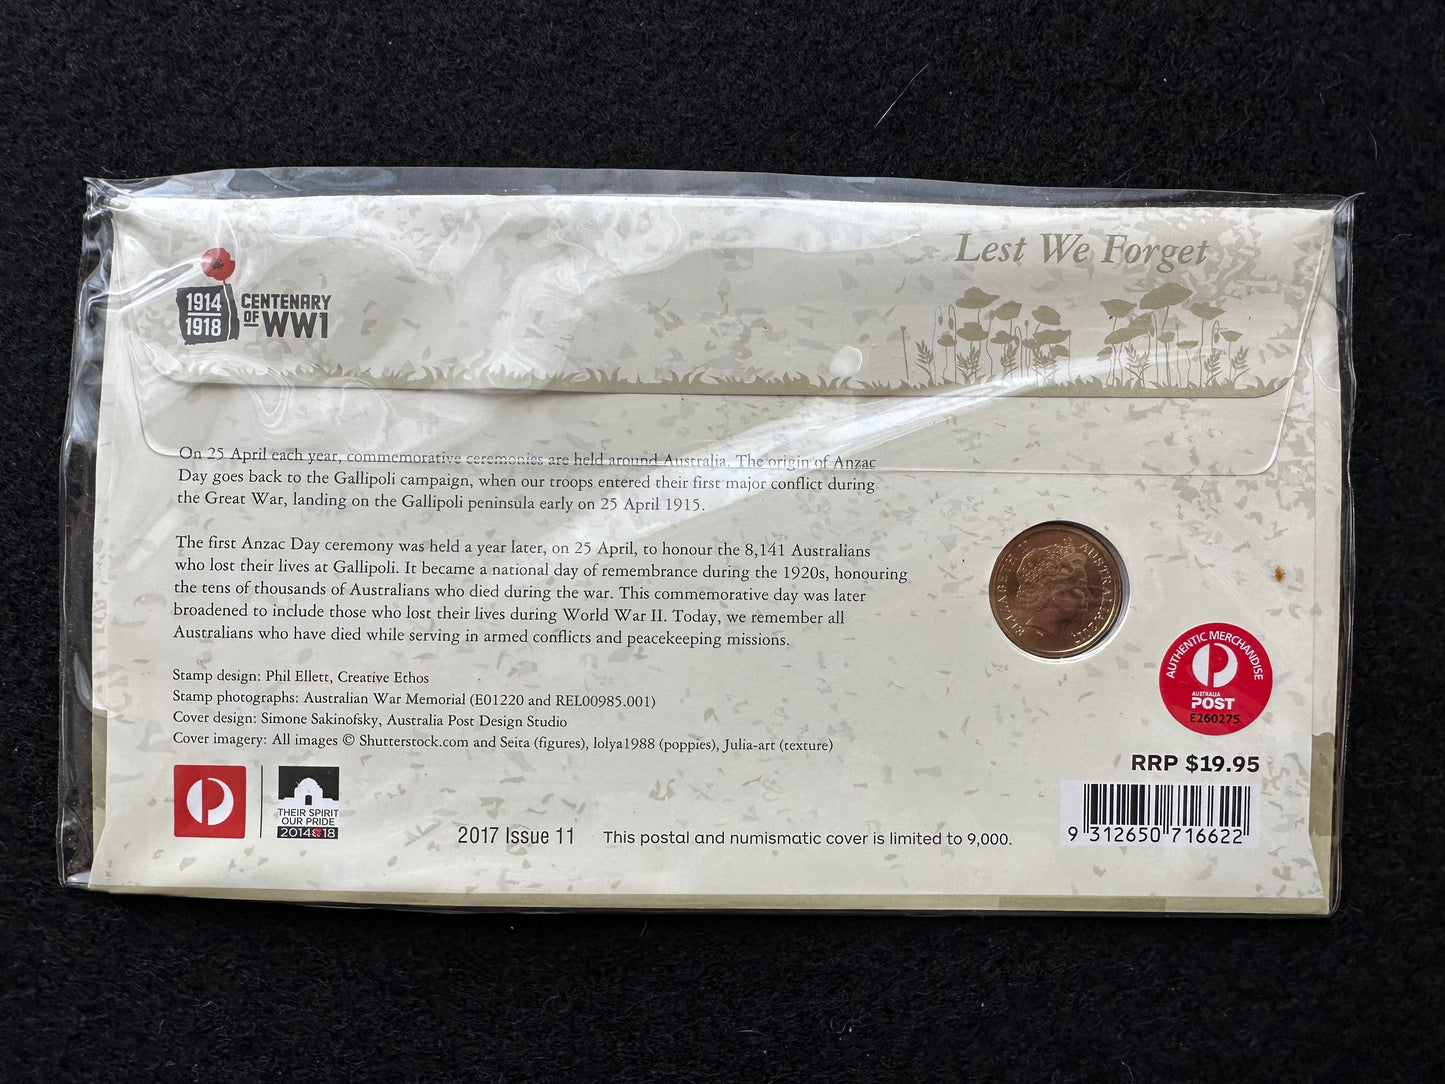 Lest We Forget
1914
1918
CENTENARY
OF WW1
On 25 April each year, commemorative ceremonies are held around Australia. The origin of Anzac
Day goes back to the Gallipoli campaign, when our troops entered their first major conflict during
the Great War, landing on the Gallipoli peninsula early on 25 April 1915.
The first Anzac Day ceremony was held a year later, on 25 April, to honour the 8,141 Australians
who lost their lives at Gallipoli. It became a national day of remembrance during the 1920s, honouring
the tens of thousands of Australians who died during the war. This commemorative day was later
broadened to include those who lost their lives during World War II. Today, we remember all
Australians who have died while serving in armed conflicts and peacekeeping missions.
Stamp design: Phil Ellett, Creative Ethos
Stamp photographs: Australian War Memorial (E01220 and REL00985.001)
Cover design: Simone Sakinofsky, Australia Post Design Studio
Cover imagery: All images © Shutterstock.com and Seita (figures), lolya1988 (poppies), Julia-art (texture)
ELIZABETH II AUSTRALIA
AUTHENTIC MERCHANDISE
AUSTRALIA
POST
E260275
RRP $19.95
9 312650 716622
THEIR SPIRIT
OUR PRIDE
2014 18
2017 Issue 11
This postal and numismatic cover is limited to 9,000.